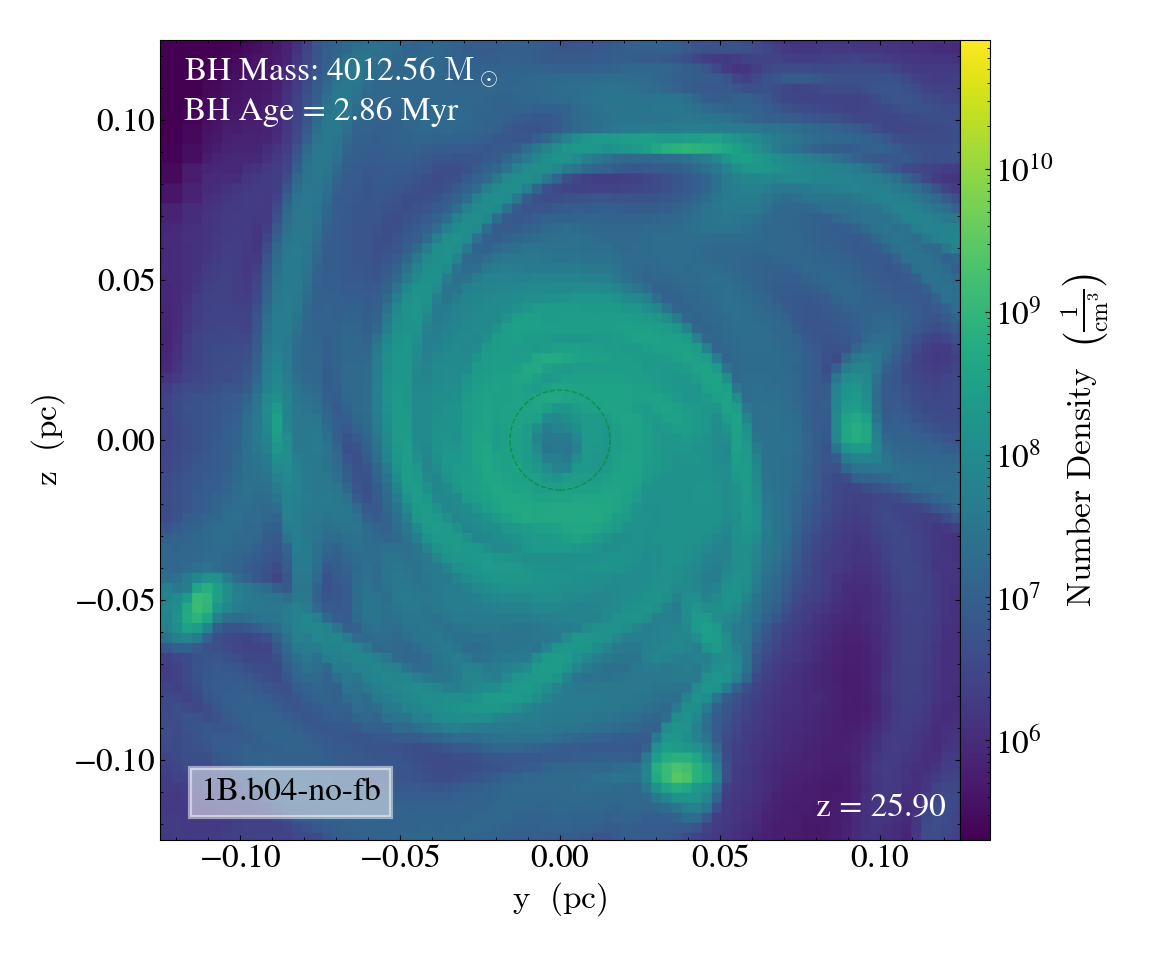 BH Mass: 4012.56 M⊙
BH Age = 2.86 Myr
0.10
0.05
0.00
−0.05
−0.10
z (pc)
1B.b04-no-fb
z = 25.90
−0.10 −0.05 0.00 0.05 0.10
y (pc)
10¹⁰
10⁹
10⁸
10⁷
10⁶
Number Density (1/cm³)